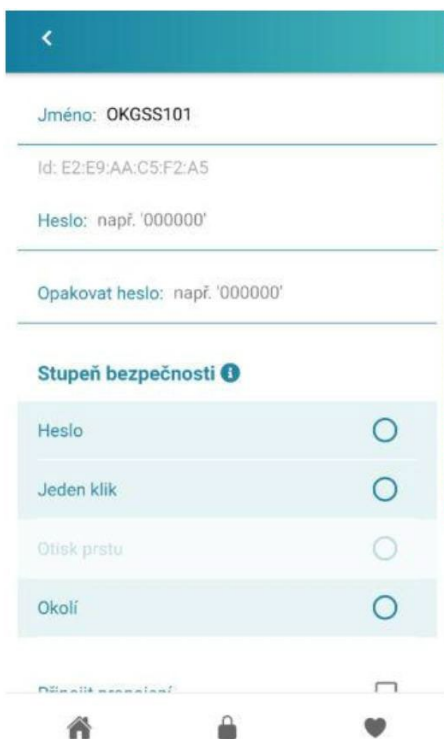 Jméno: OKGSS101
Id: E2:E9:AA:C5:F2:A5
Heslo: např. '000000'
Opakovat heslo: např. '000000'
Stupeň bezpečnosti
Heslo
Jeden klik
Otisk prstu
Okolí